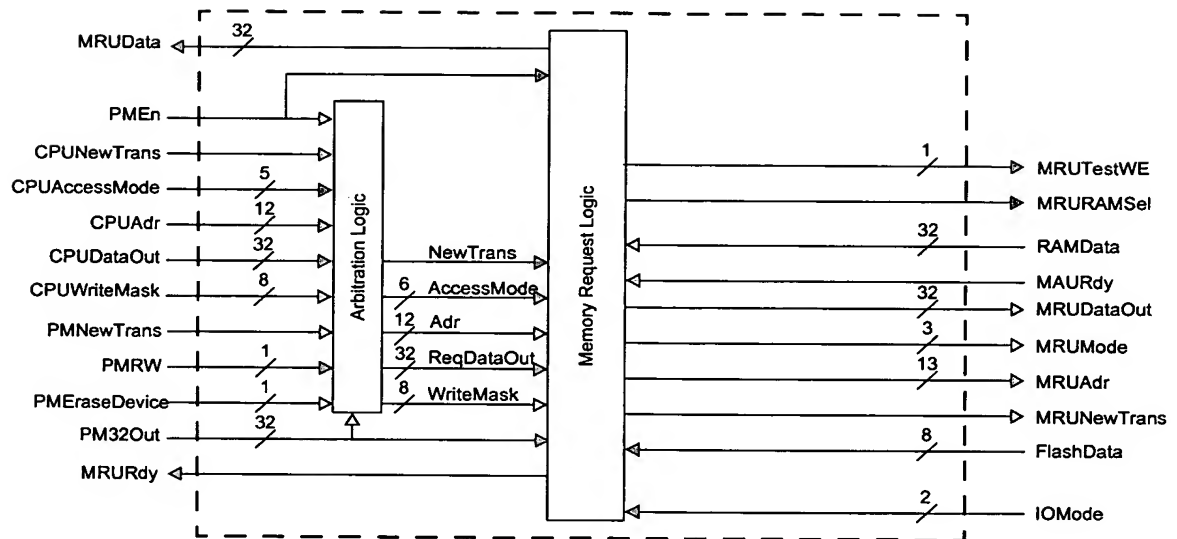 MRUData
32
PMEn
CPUNewTrans
CPUAccessMode
5
CPUAdr
12
CPUDataOut
32
CPUWriteMask
8
PMNewTrans
PMRW
1
PMEraseDevice
1
PM32Out
32
MRURdy
Arbitration Logic
NewTrans
6 AccessMode
12 Adr
32 ReqDataOut
8 WriteMask
Memory Request Logic
1
MRUTestWE
MRURAMSel
32
RAMData
MAURdy
32
MRUDataOut
3
MRUMode
13
MRUAdr
MRUNewTrans
8
FlashData
2
IOMode